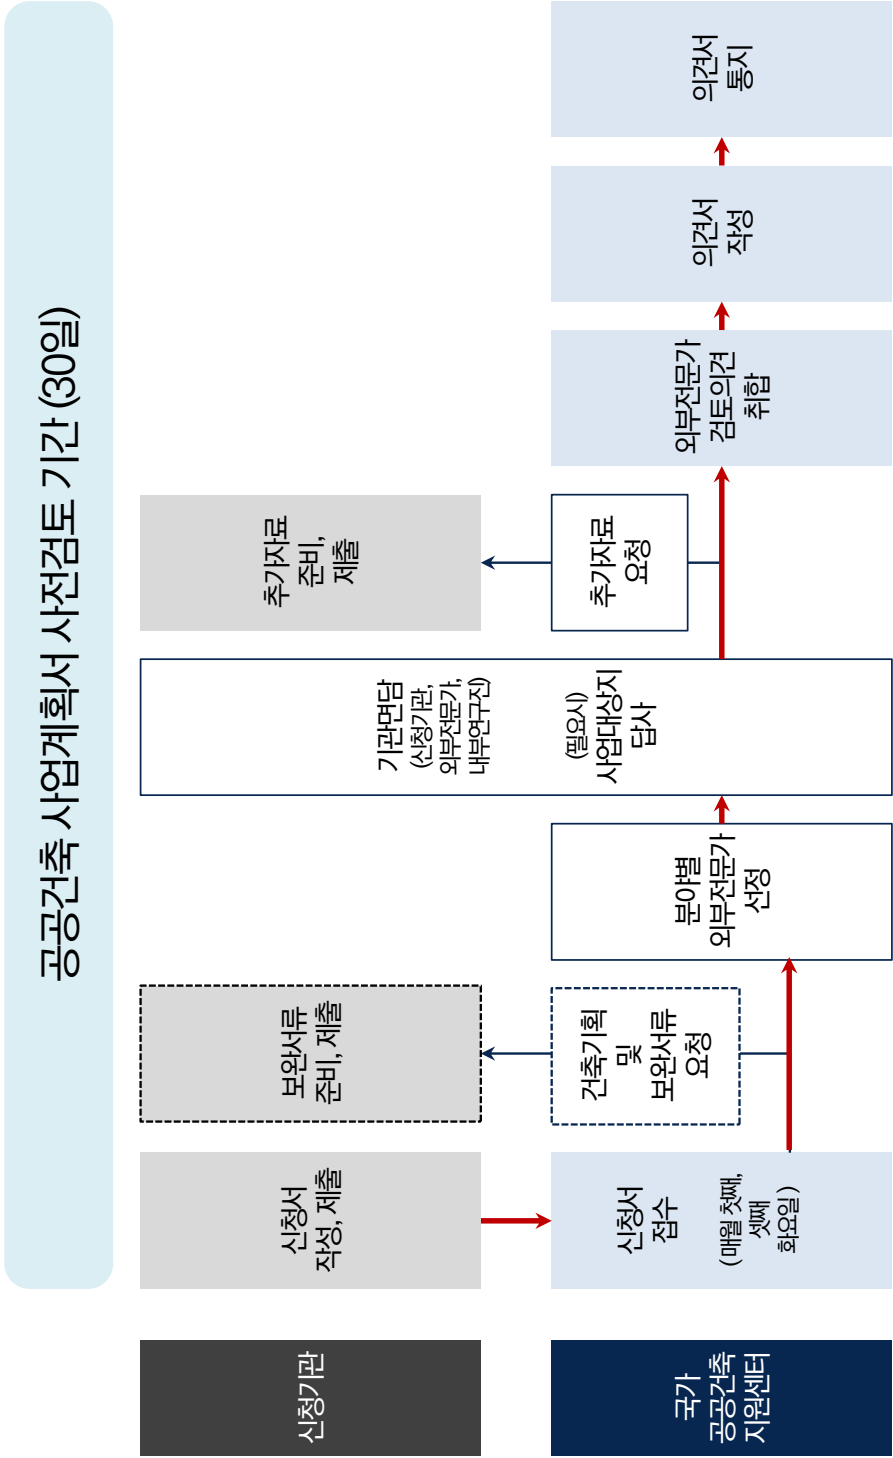 공공건축 사업계획서 사전검토 기간 (30일)
신청기관
신청서
작성, 제출
보완서류
준비, 제출
추가자료
준비,
제출
국가
공공건축
지원센터
신청서
접수
( 매월 첫째,
셋째
화요일 )
건축기획
및
보완서류
요청
분야별
외부전문가
선정
기관면담
(신청기관,
외부전문가,
내부연구진)
(필요시)
사업대상지
답사
추가자료
요청
외부전문가
검토의견
취합
의견서
작성
의견서
통지